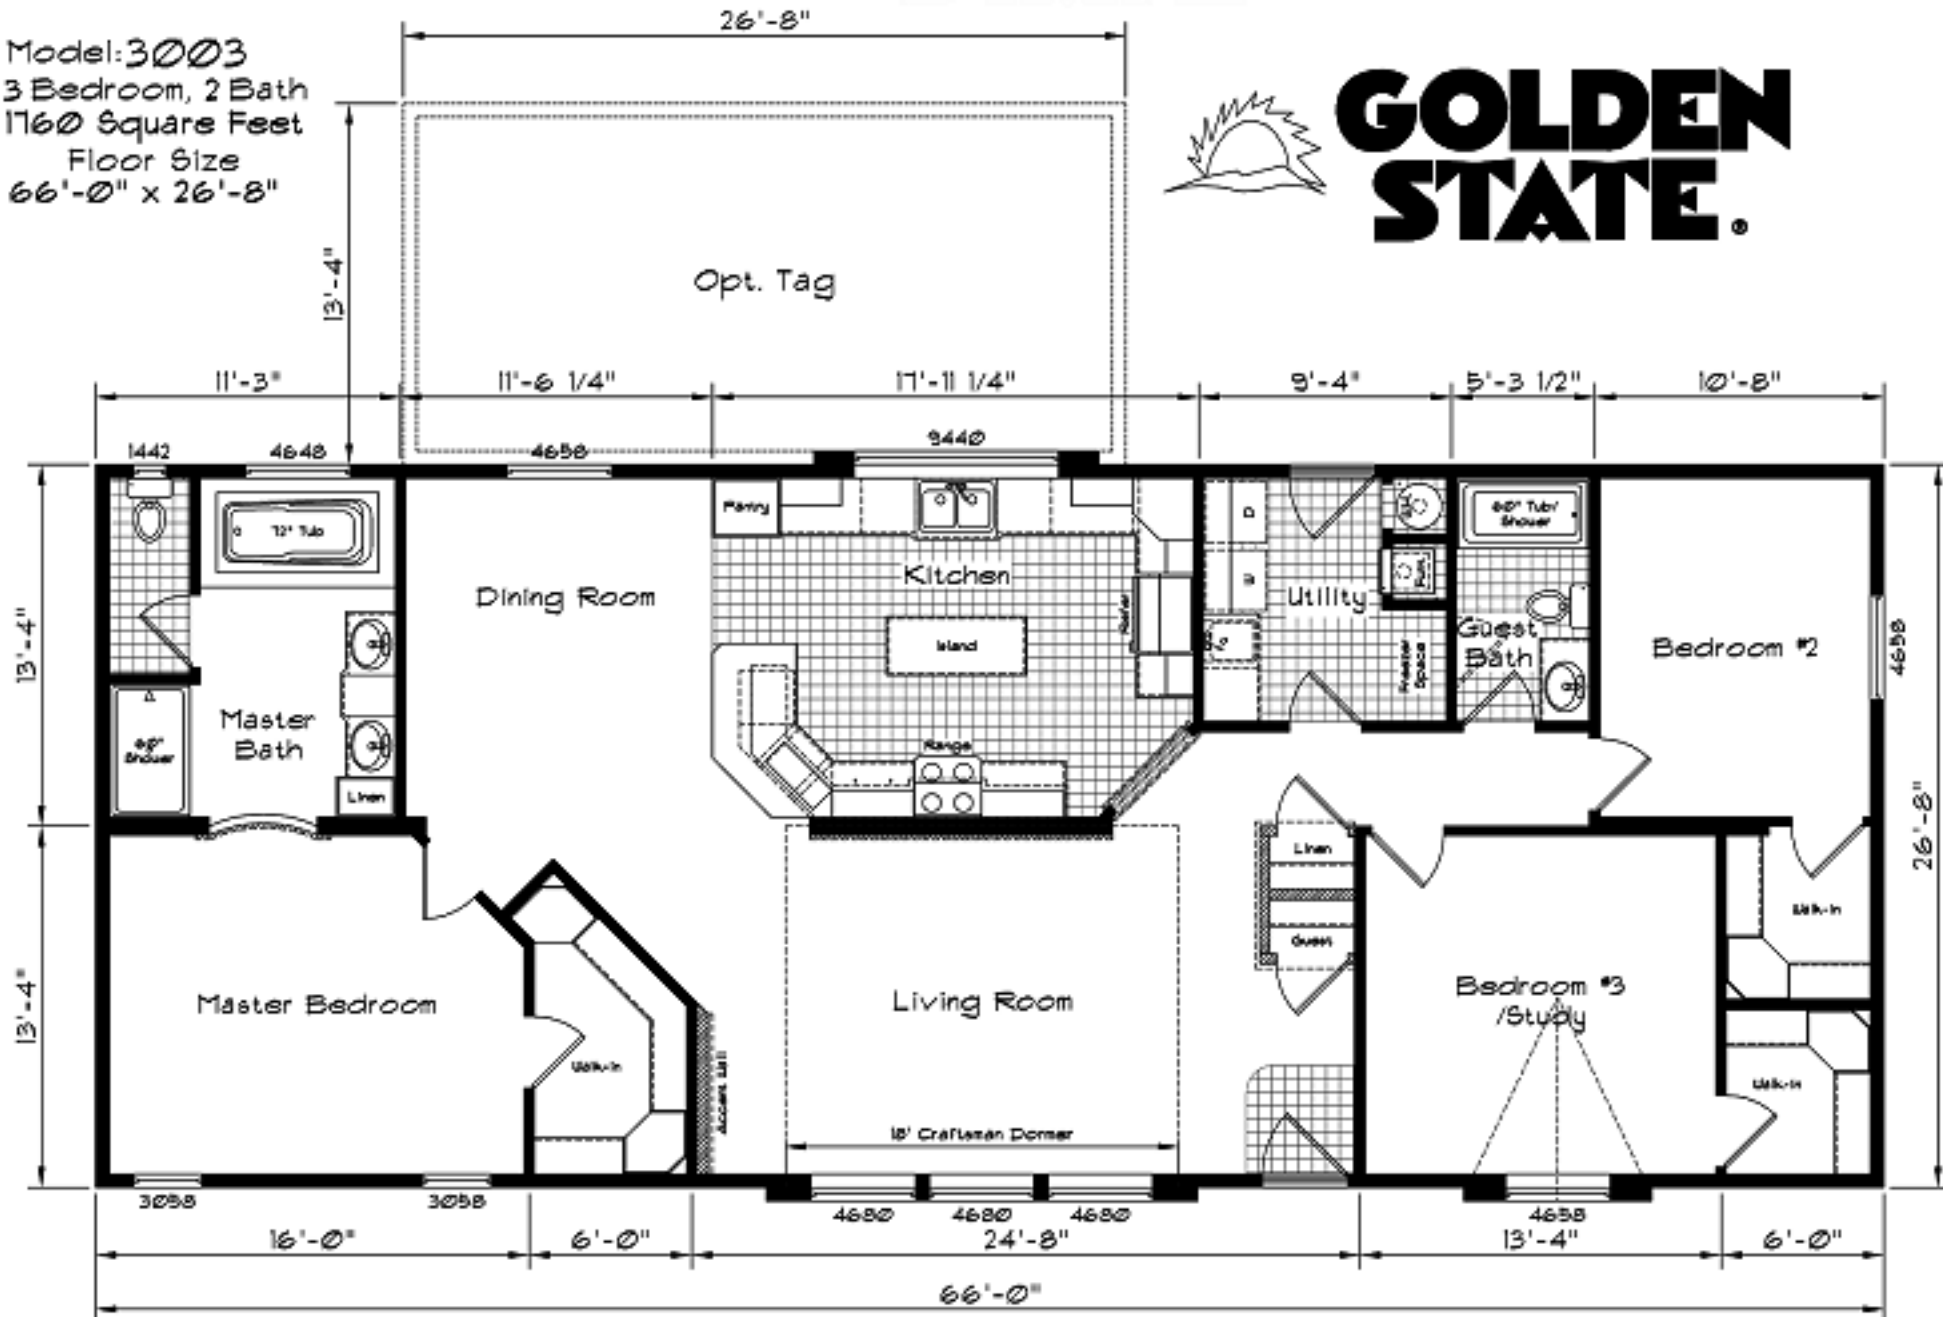 Model:3003
3 Bedroom, 2 Bath
1760 Square Feet
Floor Size
66'-0" x 26'-8"
26'-8"
GOLDEN
STATE ®
13'-4"
Opt. Tag
11'-3"
11'-6 1/4"
17'-11 1/4"
9'-4"
5'-3 1/2"
10'-8"
1442
4648
4658
9440
Pantry
D
72" Tub
60" Tub/
Shower
Kitchen
W
Furn.
Dining Room
Utility
Refer
Island
Guest
Bath
Bedroom #2
4658
13'-4"
Freezer
Space
Master
Bath
60"
Shower
Range
Linen
26'-8"
Linen
Walk-in
Guest
Master Bedroom
Living Room
Bedroom #3
/Study
13'-4"
Walk-in
Accent Wall
Walk-in
18' Craftsman Dormer
3058
3058
4680
4680
4680
4658
16'-0"
6'-0"
24'-8"
13'-4"
6'-0"
66'-0"